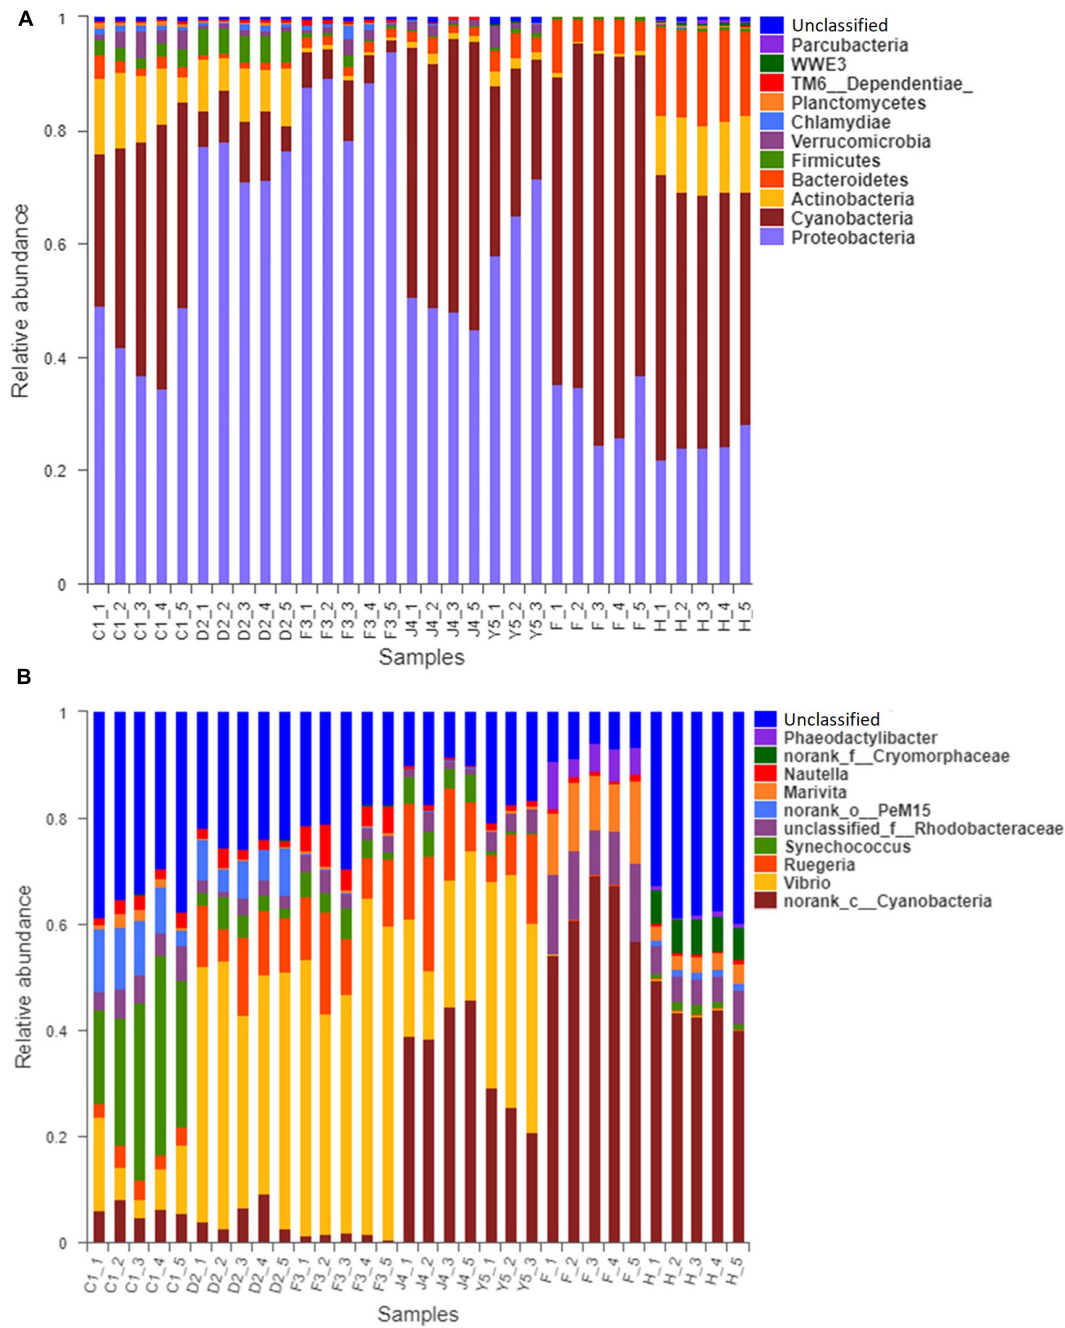 A
1
0.8
0.6
0.4
0.2
0
Relative abundance
C1_1 C1_2 C1_3 C1_4 C1_5 D2_1 D2_2 D2_3 D2_4 D2_5 F3_1 F3_2 F3_3 F3_4 F3_5 J4_1 J4_2 J4_3 J4_5 Y5_1 Y5_2 Y5_3 F_1 F_2 F_3 F_4 F_5 H_1 H_2 H_3 H_4 H_5
Samples
Unclassified
Parcubacteria
WWE3
TM6__Dependentiae_
Planctomycetes
Chlamydiae
Verrucomicrobia
Firmicutes
Bacteroidetes
Actinobacteria
Cyanobacteria
Proteobacteria
B
1
0.8
0.6
0.4
0.2
0
Relative abundance
C1_1 C1_2 C1_3 C1_4 C1_5 D2_1 D2_2 D2_3 D2_4 D2_5 F3_1 F3_2 F3_3 F3_4 F3_5 J4_1 J4_2 J4_3 J4_5 Y5_1 Y5_2 Y5_3 F_1 F_2 F_3 F_4 F_5 H_1 H_2 H_3 H_4 H_5
Samples
Unclassified
Phaeodactylibacter
norank_f__Cryomorphaceae
Nautella
Marivita
norank_o__PeM15
unclassified_f__Rhodobacteraceae
Synechococcus
Ruegeria
Vibrio
norank_c__Cyanobacteria